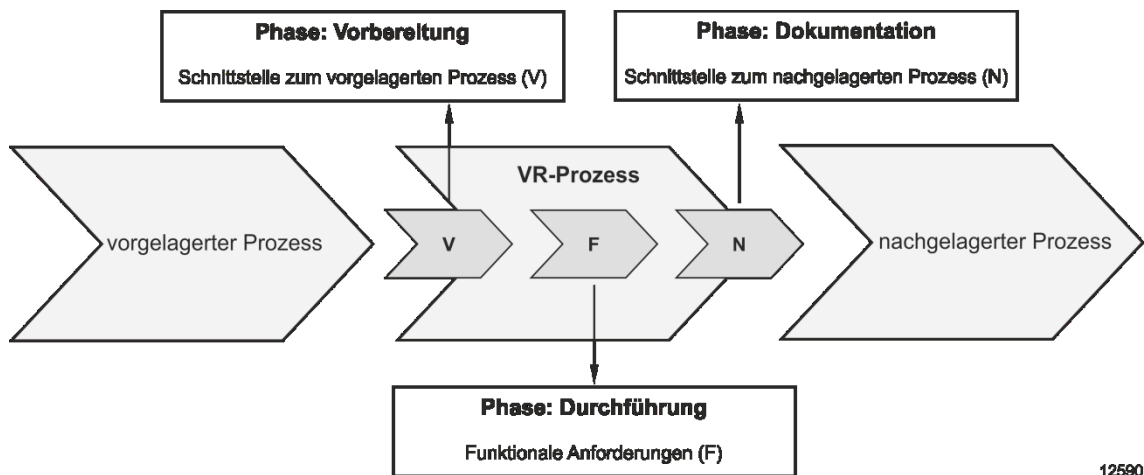 Phase: Vorbereitung
Schnittstelle zum vorgelagerten Prozess (V)
Phase: Dokumentation
Schnittstelle zum nachgelagerten Prozess (N)
VR-Prozess
vorgelagerter Prozess
V
F
N
nachgelagerter Prozess
Phase: Durchführung
Funktionale Anforderungen (F)
12590